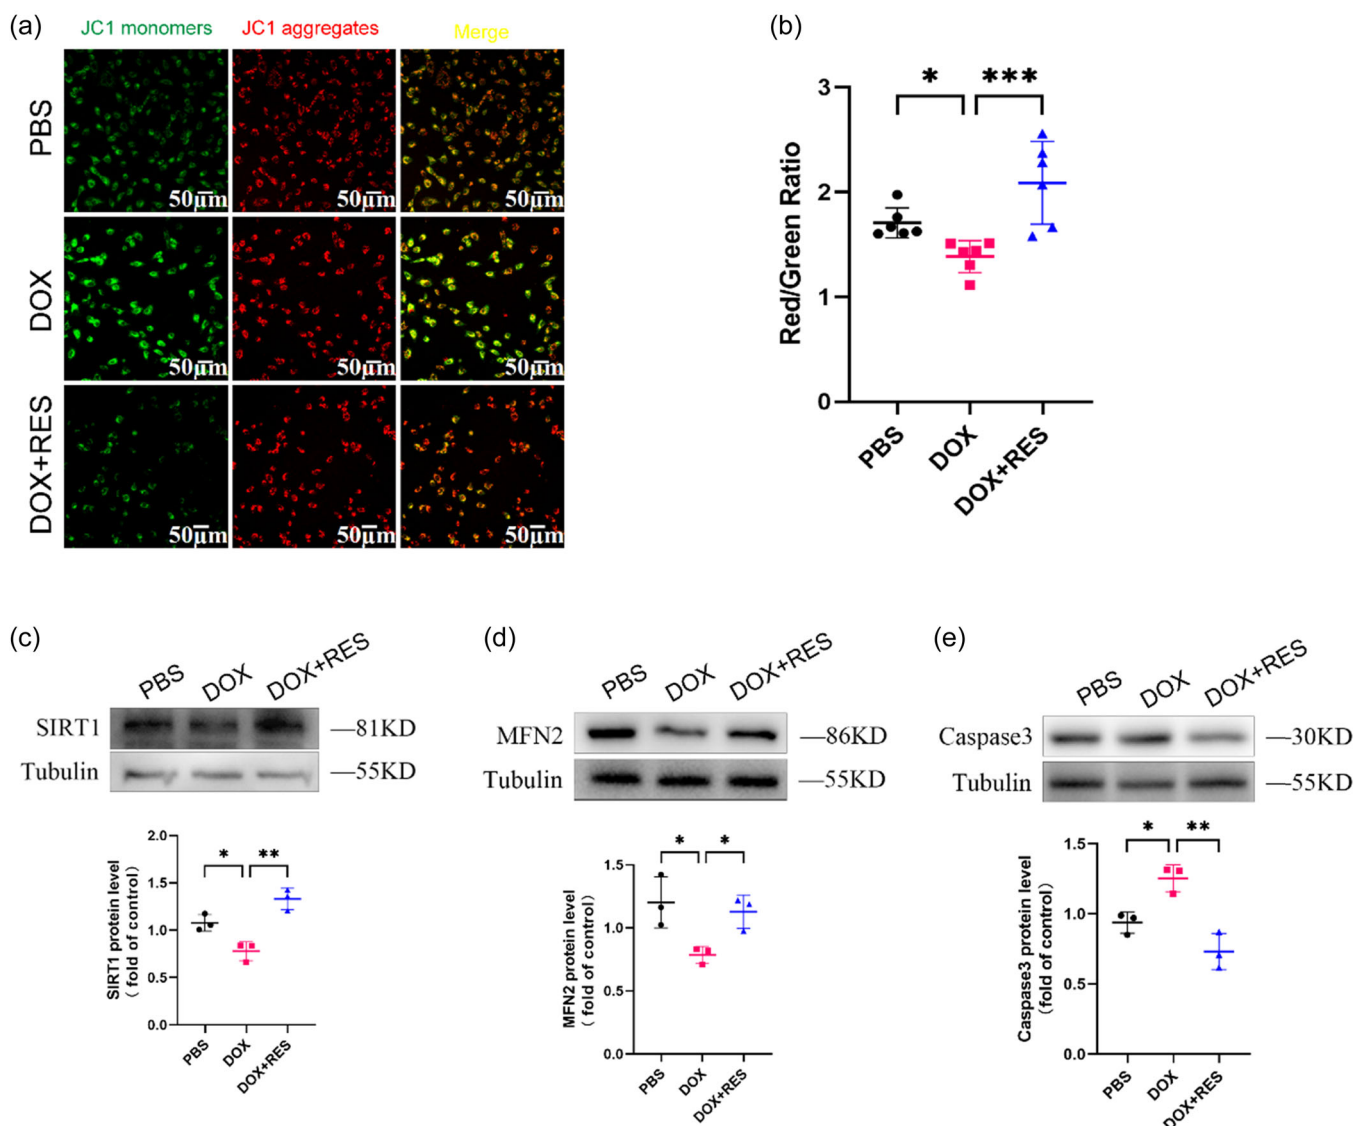 (a)
JC1 monomers JC1 aggregates Merge
PBS
50μm 50μm 50μm
DOX
50μm 50μm 50μm
DOX+RES
50μm 50μm 50μm
(b)
* ***
3
2
1
0
Red/Green Ratio
PBS DOX DOX+RES
(c)
PBS DOX DOX+RES
SIRT1 —81KD
Tubulin —55KD
* **
2.0
1.5
1.0
0.5
0.0
SIRT1 protein level
( fold of control)
PBS DOX DOX+RES
(d)
PBS DOX DOX+RES
MFN2 —86KD
Tubulin —55KD
* *
1.5
1.0
0.5
0.0
MFN2 protein level
( fold of control)
PBS DOX DOX+RES
(e)
PBS DOX DOX+RES
Caspase3 —30KD
Tubulin —55KD
* **
1.5
1.0
0.5
0.0
Caspase3 protein level
(fold of control)
PBS DOX DOX+RES